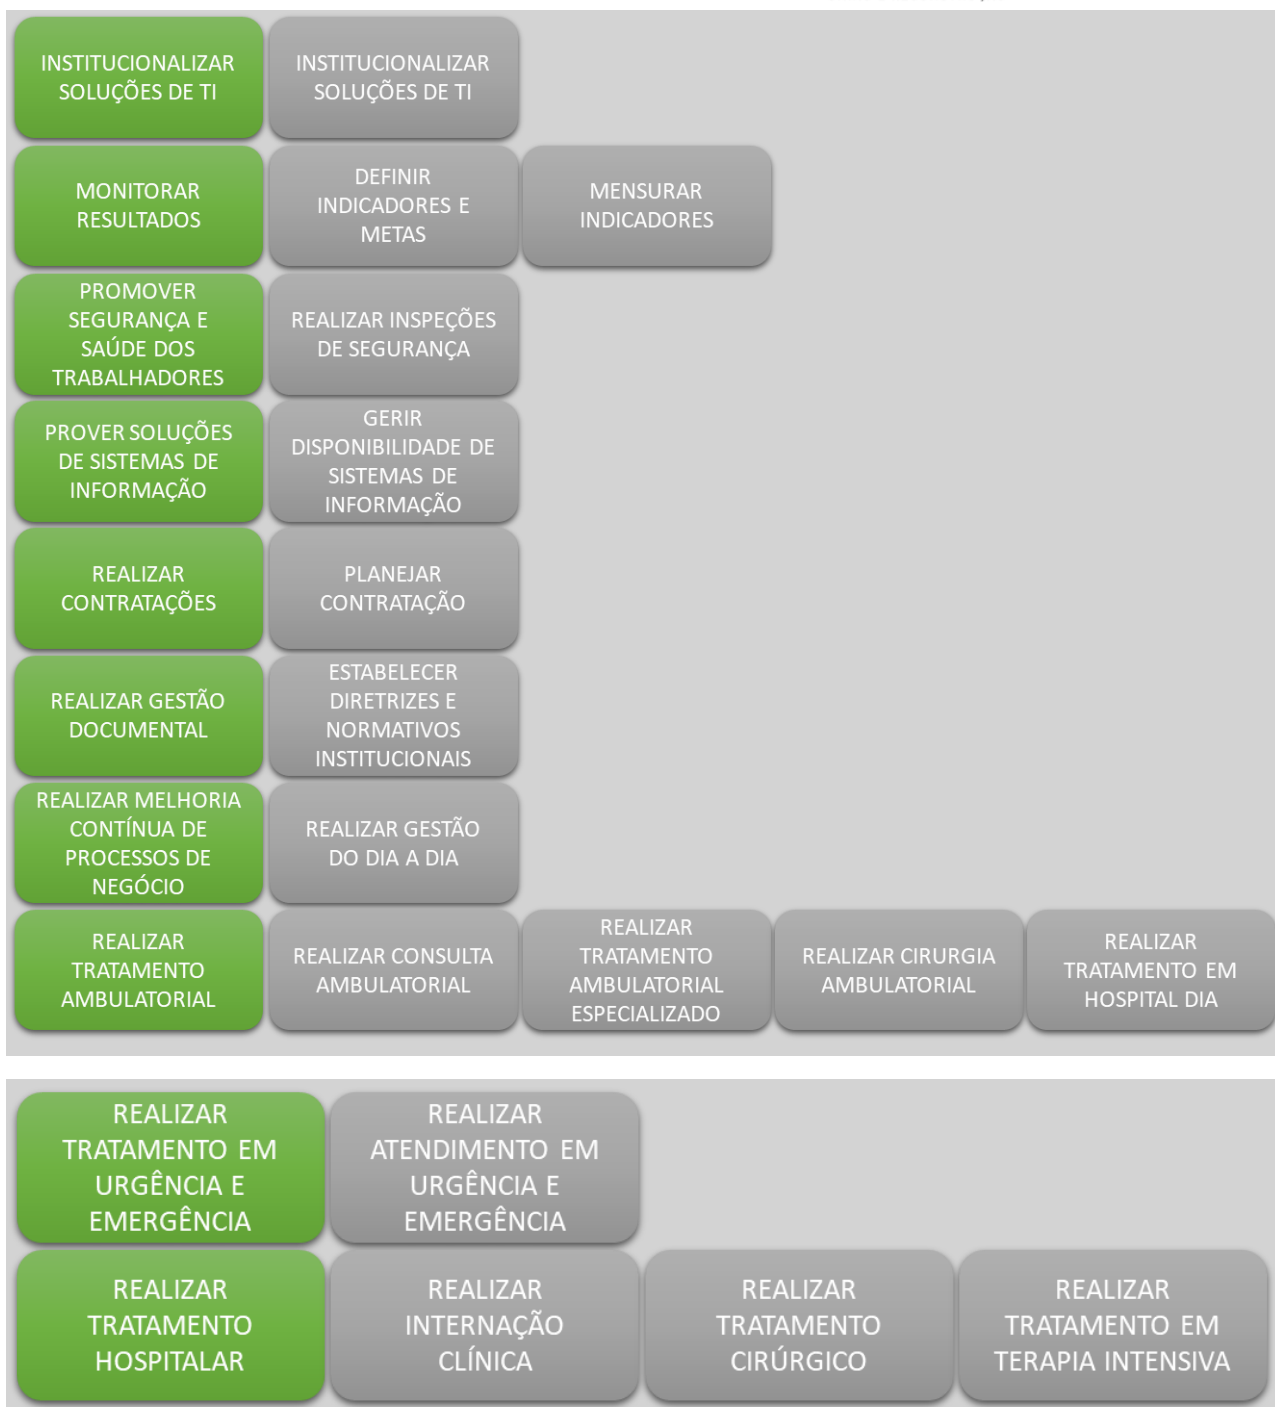 INSTITUCIONALIZAR
SOLUÇÕES DE TI
INSTITUCIONALIZAR
SOLUÇÕES DE TI
MONITORAR
RESULTADOS
DEFINIR
INDICADORES E
METAS
MENSURAR
INDICADORES
PROMOVER
SEGURANÇA E
SAÚDE DOS
TRABALHADORES
REALIZAR INSPEÇÕES
DE SEGURANÇA
PROVER SOLUÇÕES
DE SISTEMAS DE
INFORMAÇÃO
GERIR
DISPONIBILIDADE DE
SISTEMAS DE
INFORMAÇÃO
REALIZAR
CONTRATAÇÕES
PLANEJAR
CONTRATAÇÃO
REALIZAR GESTÃO
DOCUMENTAL
ESTABELECER
DIRETRIZES E
NORMATIVOS
INSTITUCIONAIS
REALIZAR MELHORIA
CONTÍNUA DE
PROCESSOS DE
NEGÓCIO
REALIZAR GESTÃO
DO DIA A DIA
REALIZAR
TRATAMENTO
AMBULATORIAL
REALIZAR CONSULTA
AMBULATORIAL
REALIZAR
TRATAMENTO
AMBULATORIAL
ESPECIALIZADO
REALIZAR CIRURGIA
AMBULATORIAL
REALIZAR
TRATAMENTO EM
HOSPITAL DIA
REALIZAR
TRATAMENTO EM
URGÊNCIA E
EMERGÊNCIA
REALIZAR
ATENDIMENTO EM
URGÊNCIA E
EMERGÊNCIA
REALIZAR
TRATAMENTO
HOSPITALAR
REALIZAR
INTERNAÇÃO
CLÍNICA
REALIZAR
TRATAMENTO
CIRÚRGICO
REALIZAR
TRATAMENTO EM
TERAPIA INTENSIVA